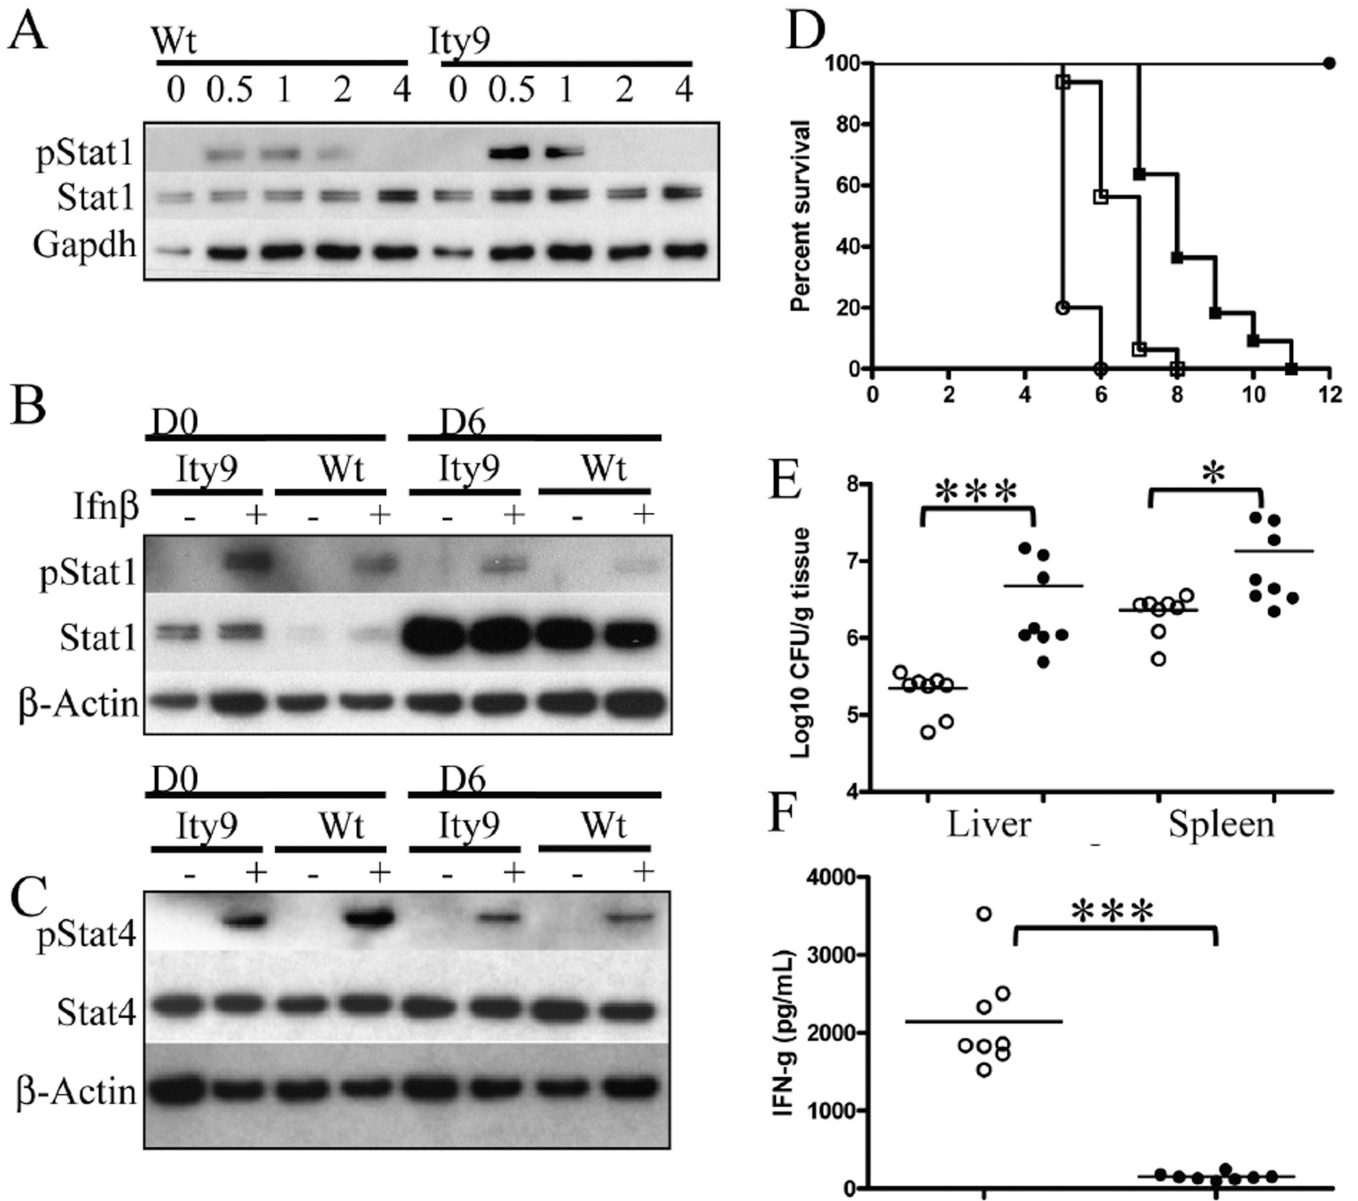 A
Wt Ity9
0 0.5 1 2 4 0 0.5 1 2 4
pStat1
Stat1
Gapdh
B
D0 D6
Ity9 Wt Ity9 Wt
Ifnβ - + - + - + - +
pStat1
Stat1
β-Actin
D0 D6
Ity9 Wt Ity9 Wt
- + - + - + - +
C
pStat4
Stat4
β-Actin
D
Percent survival
100
80
60
40
20
0
0 2 4 6 8 10 12
E
Log10 CFU/g tissue
8
7
6
5
4
*** *
Liver Spleen
F
IFN-g (pg/mL)
4000
3000
2000
1000
0
***